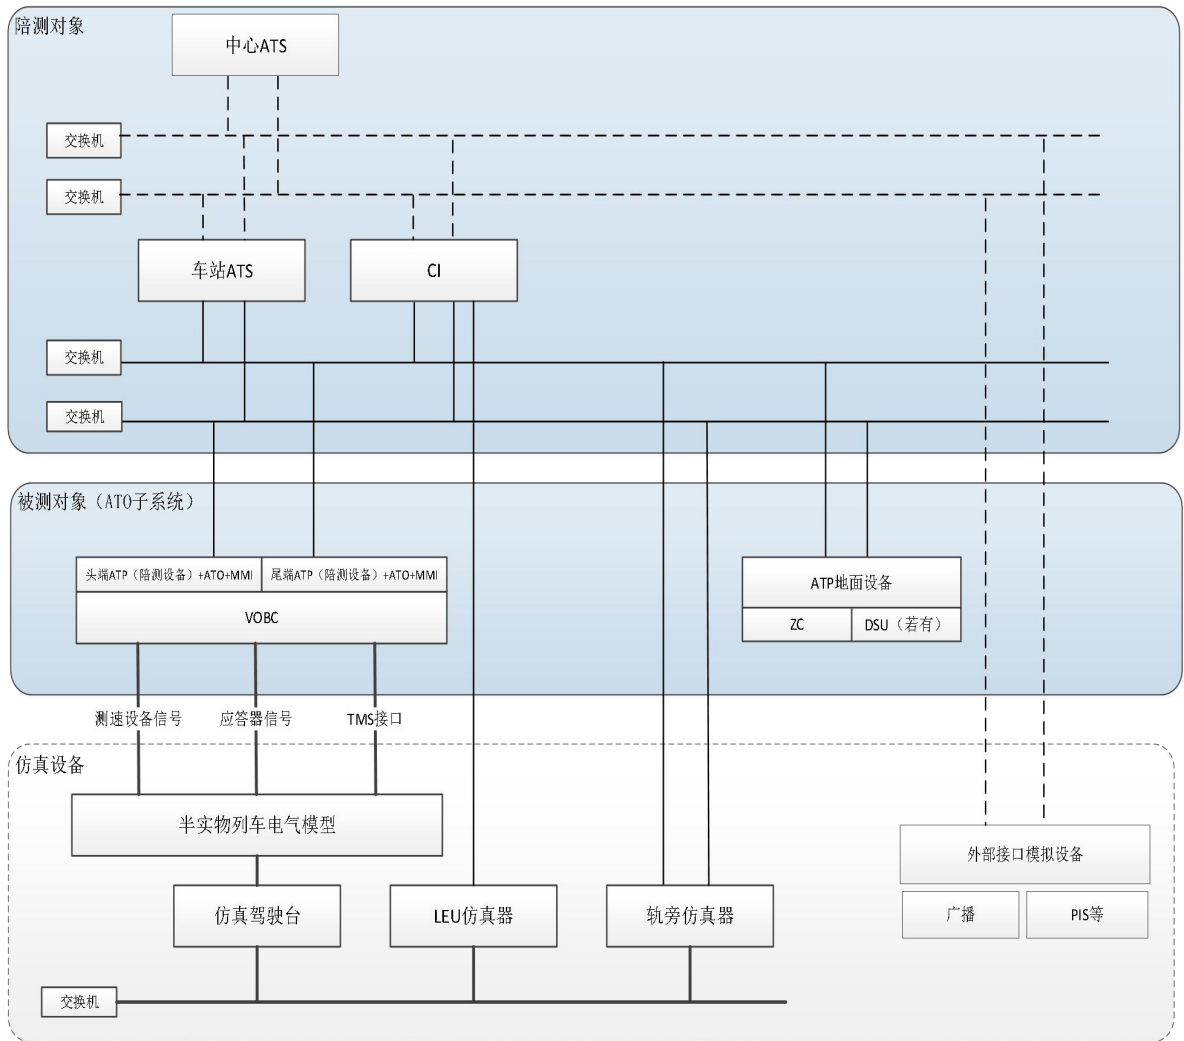 陪测对象
中心ATS
交换机
交换机
车站ATS
CI
交换机
交换机
被测对象（ATO子系统）
头端ATP（陪测设备）+ATO+MMI
尾端ATP（陪测设备）+ATO+MMI
VOBC
ATP地面设备
ZC
DSU（若有）
测速设备信号
应答器信号
TMS接口
仿真设备
半实物列车电气模型
外部接口模拟设备
广播
PIS等
仿真驾驶台
LEU仿真器
轨旁仿真器
交换机